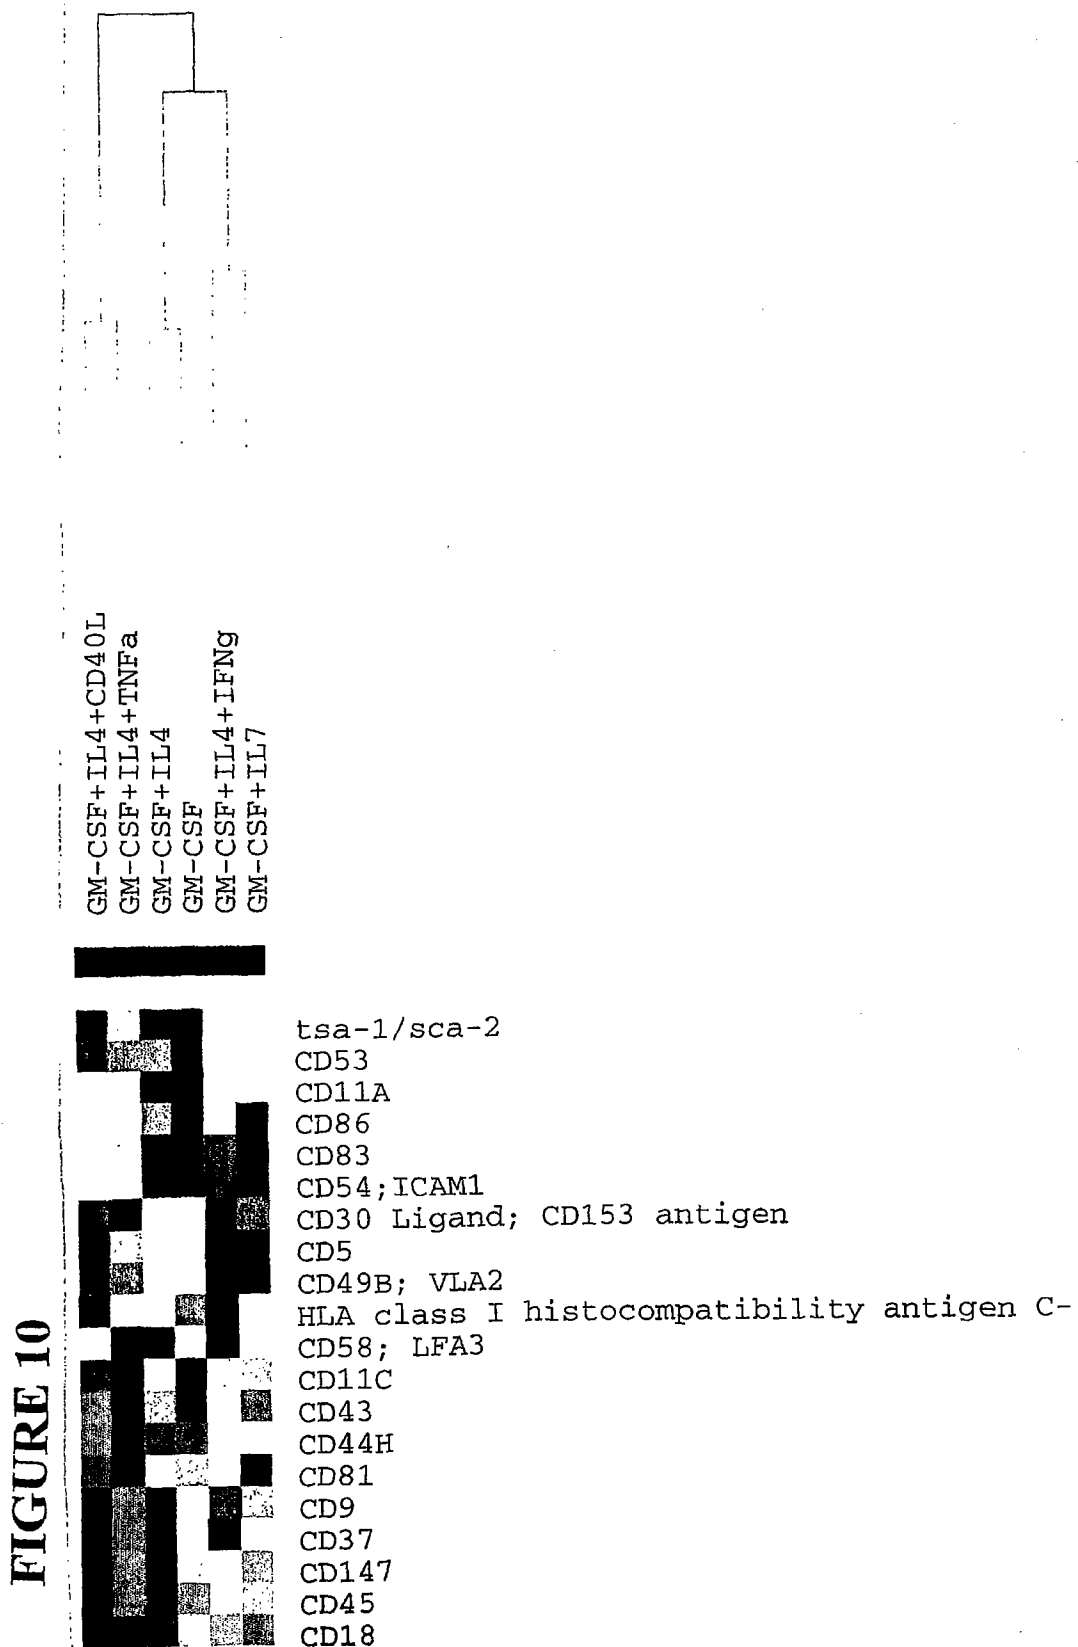 FIGURE 10
GM-CSF+IL4+CD40L
GM-CSF+IL4+TNFa
GM-CSF+IL4
GM-CSF
GM-CSF+IL4+IFNg
GM-CSF+IL7
tsa-1/sca-2
CD53
CD11A
CD86
CD83
CD54;ICAM1
CD30 Ligand; CD153 antigen
CD5
CD49B; VLA2
HLA class I histocompatibility antigen C-
CD58; LFA3
CD11C
CD43
CD44H
CD81
CD9
CD37
CD147
CD45
CD18